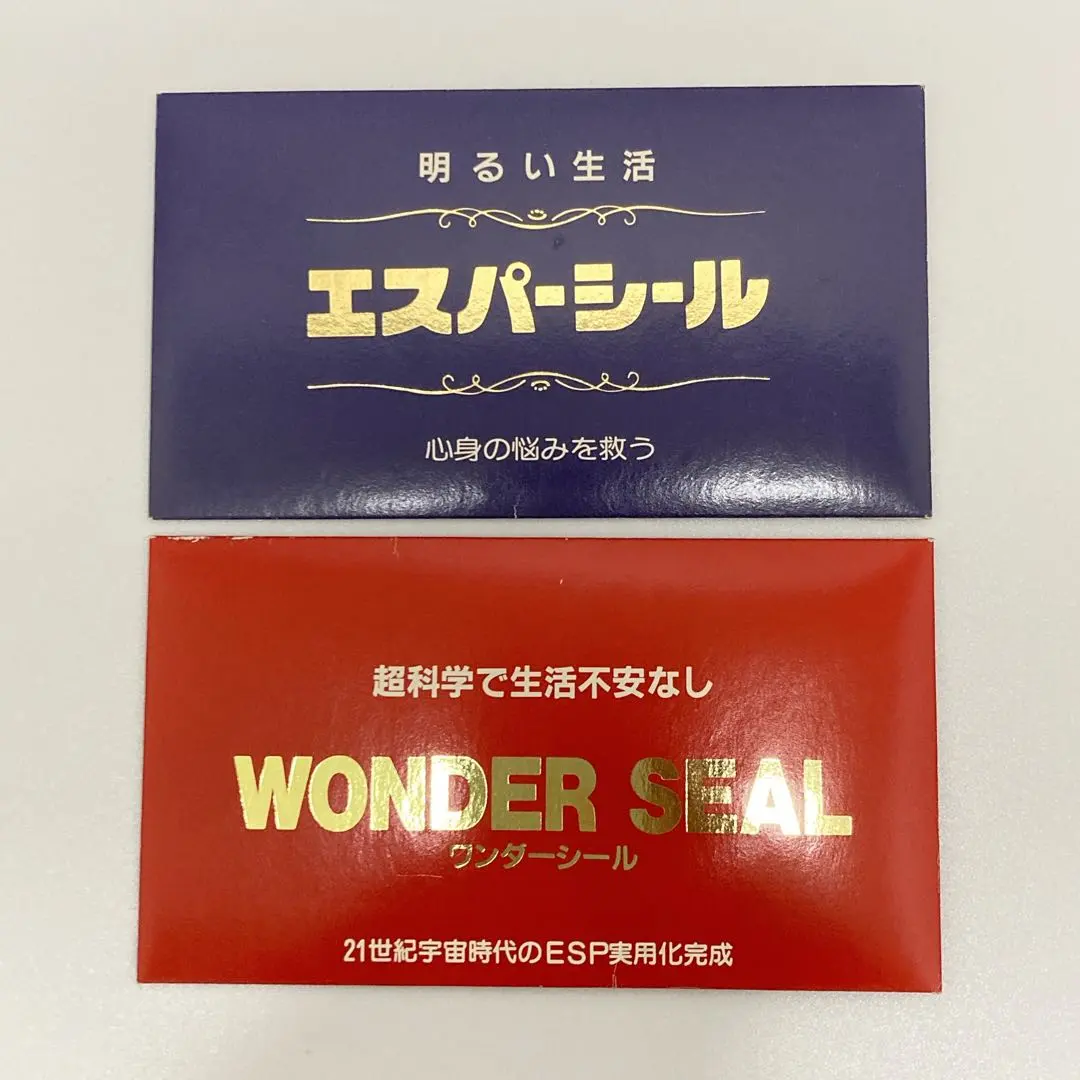 明るい生活
エスパーシール
心身の悩みを救う
超科学で生活不安なし
WONDER SEAL
ワンダーシール
21世紀宇宙時代のESP実用化完成